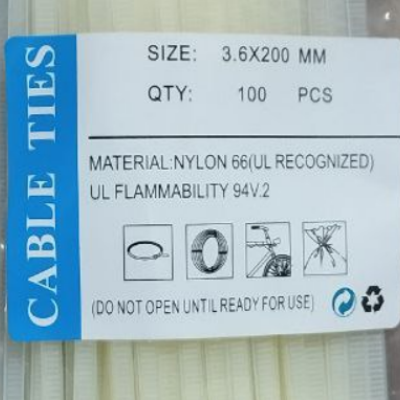 CABLE TIES
SIZE: 3.6X200 MM
QTY: 100 PCS
MATERIAL:NYLON 66(UL RECOGNIZED)
UL FLAMMABILITY 94V.2
(DO NOT OPEN UNTIL READY FOR USE)